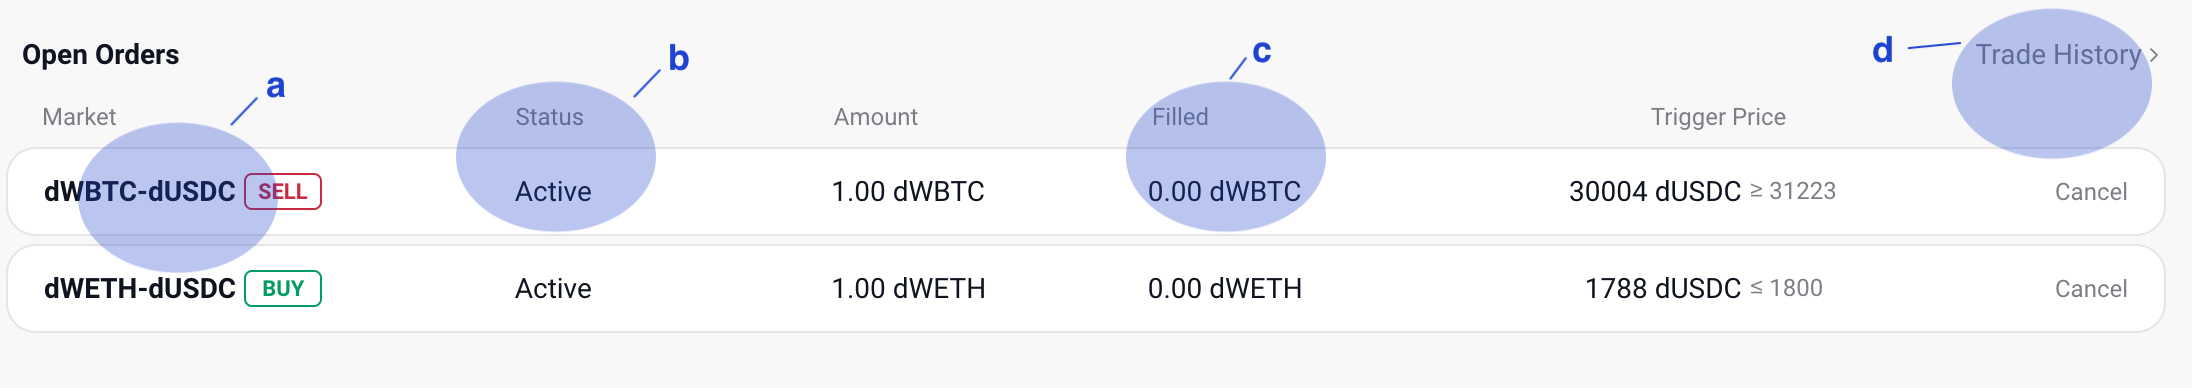 Open Orders
a
b
c
d
Trade History >
Market Status Amount Filled Trigger Price
dWBTC-dUSDC SELL Active 1.00 dWBTC 0.00 dWBTC 30004 dUSDC ≥ 31223 Cancel
dWETH-dUSDC BUY Active 1.00 dWETH 0.00 dWETH 1788 dUSDC ≤ 1800 Cancel